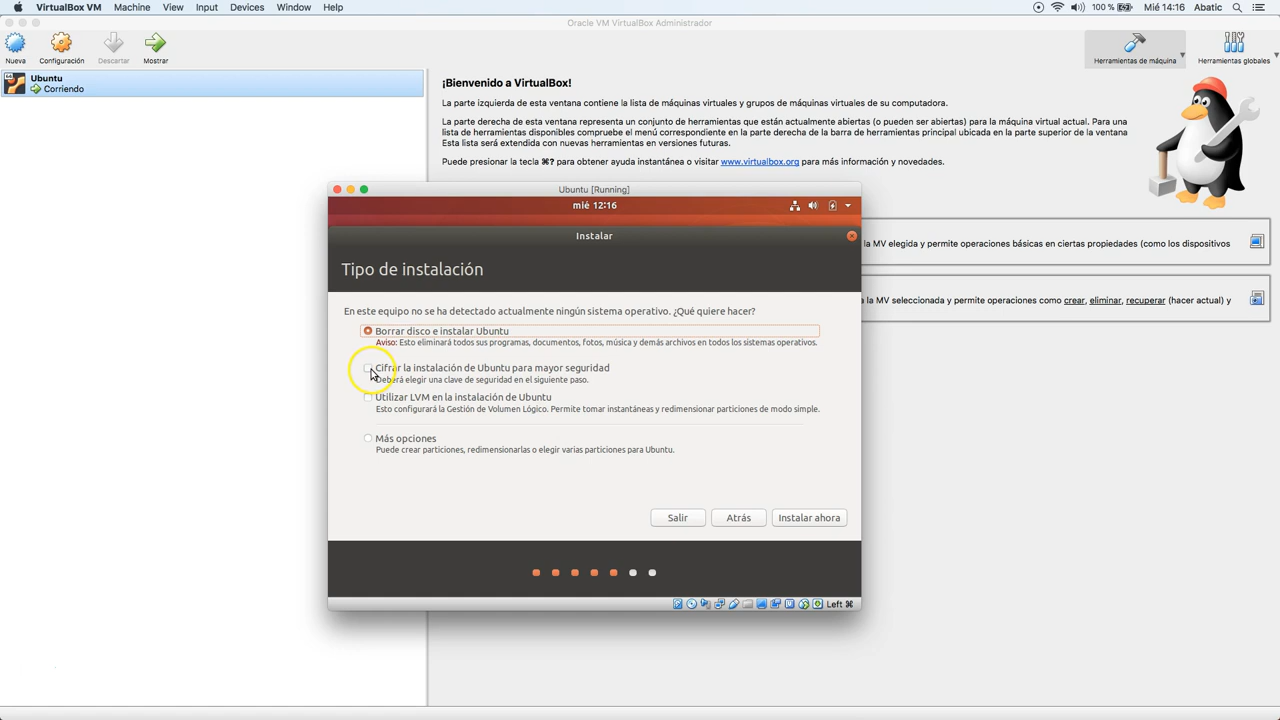 VirtualBox VM Machine View Input Devices Window Help 100 % Mié 14:16 Abatic
Oracle VM VirtualBox Administrador
Nueva Configuración Descartar Mostrar Herramientas de máquina Herramientas globales
Ubuntu
Corriendo
¡Bienvenido a VirtualBox!
La parte izquierda de esta ventana contiene la lista de máquinas virtuales y grupos de máquinas virtuales de su computadora.
La parte derecha de esta ventana representa un conjunto de herramientas que están actualmente abiertas (o pueden ser abiertas) para la máquina virtual actual. Para una
lista de herramientas disponibles compruebe el menú correspondiente en la parte derecha de la barra de herramientas principal ubicada en la parte superior de la ventana
Esta lista será extendida con nuevas herramientas en versiones futuras.
Puede presionar la tecla ⌘? para obtener ayuda instantánea o visitar www.virtualbox.org para más información y novedades.
Ubuntu [Running]
mié 12:16
Instalar
la MV elegida y permite operaciones básicas en ciertas propiedades (como los dispositivos
Tipo de instalación
la MV seleccionada y permite operaciones como crear, eliminar, recuperar (hacer actual) y
En este equipo no se ha detectado actualmente ningún sistema operativo. ¿Qué quiere hacer?
Borrar disco e instalar Ubuntu
Aviso: Esto eliminará todos sus programas, documentos, fotos, música y demás archivos en todos los sistemas operativos.
Cifrar la instalación de Ubuntu para mayor seguridad
Deberá elegir una clave de seguridad en el siguiente paso.
Utilizar LVM en la instalación de Ubuntu
Esto configurará la Gestión de Volumen Lógico. Permite tomar instantáneas y redimensionar particiones de modo simple.
Más opciones
Puede crear particiones, redimensionarlas o elegir varias particiones para Ubuntu.
Salir Atrás Instalar ahora
Left ⌘